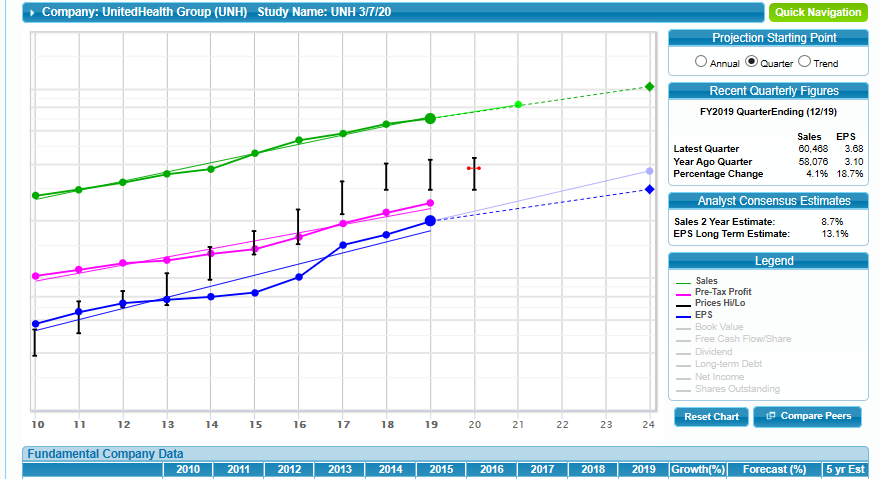 Company: UnitedHealth Group (UNH) Study Name: UNH 3/7/20
Quick Navigation
Projection Starting Point
Annual Quarter Trend
Recent Quarterly Figures
FY2019 QuarterEnding (12/19)
Sales EPS
Latest Quarter 60,468 3.68
Year Ago Quarter 58,076 3.10
Percentage Change 4.1% 18.7%
Analyst Consensus Estimates
Sales 2 Year Estimate: 8.7%
EPS Long Term Estimate: 13.1%
Legend
Sales
Pre-Tax Profit
Prices Hi/Lo
EPS
Book Value
Free Cash Flow/Share
Dividend
Long-term Debt
Net Income
Shares Outstanding
Reset Chart Compare Peers
10 11 12 13 14 15 16 17 18 19 20 21 22 23 24
Fundamental Company Data
2010 2011 2012 2013 2014 2015 2016 2017 2018 2019 Growth(%) Forecast (%) 5 yr Est